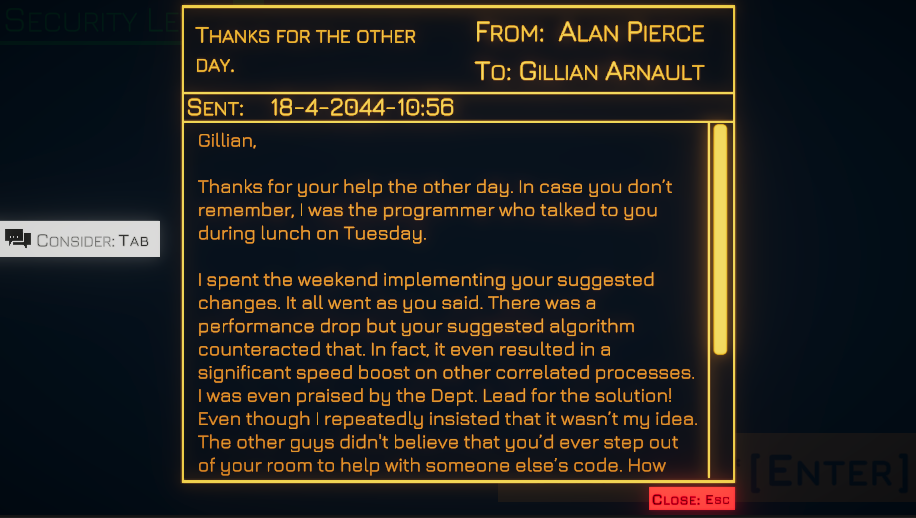 Security Le
Thanks for the other
day.
From: Alan Pierce
To: Gillian Arnault
Sent: 18-4-2044-10:56
Gillian,
Thanks for your help the other day. In case you don't
remember, I was the programmer who talked to you
during lunch on Tuesday.
I spent the weekend implementing your suggested
changes. It all went as you said. There was a
performance drop but your suggested algorithm
counteracted that. In fact, it even resulted in a
significant speed boost on other correlated processes.
I was even praised by the Dept. Lead for the solution!
Even though I repeatedly insisted that it wasn't my idea.
The other guys didn't believe that you'd ever step out
of your room to help with someone else's code. How
Consider: Tab
[Enter]
Close: Esc